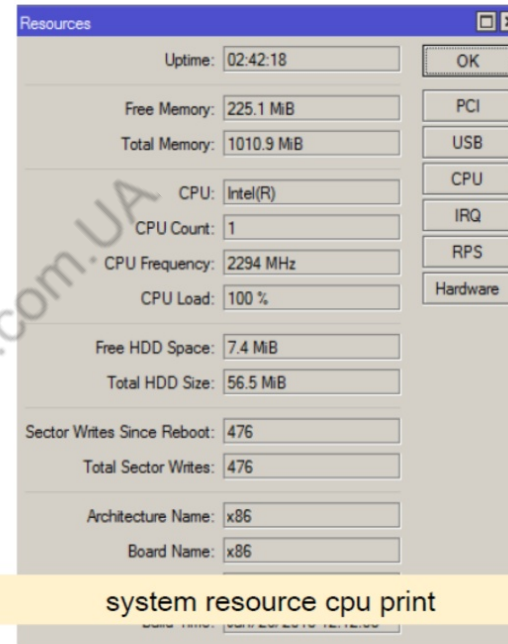 Resources
Uptime: 02:42:18
OK
Free Memory: 225.1 MiB
PCI
Total Memory: 1010.9 MiB
USB
CPU: Intel(R)
CPU
CPU Count: 1
IRQ
CPU Frequency: 2294 MHz
RPS
CPU Load: 100 %
Hardware
Free HDD Space: 7.4 MiB
Total HDD Size: 56.5 MiB
Sector Writes Since Reboot: 476
Total Sector Writes: 476
Architecture Name: x86
Board Name: x86
system resource cpu print
.com.UA